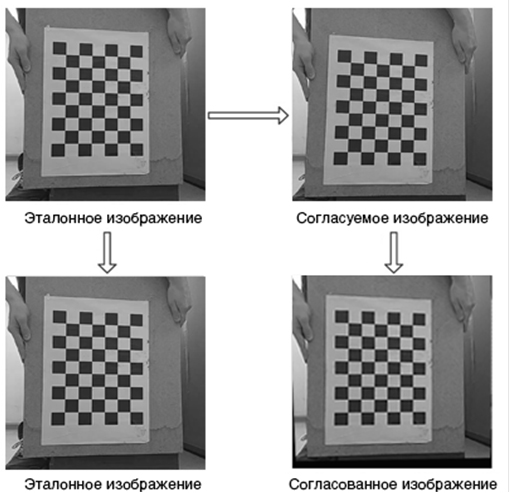 Эталонное изображение
Согласуемое изображение
Эталонное изображение
Согласованное изображение